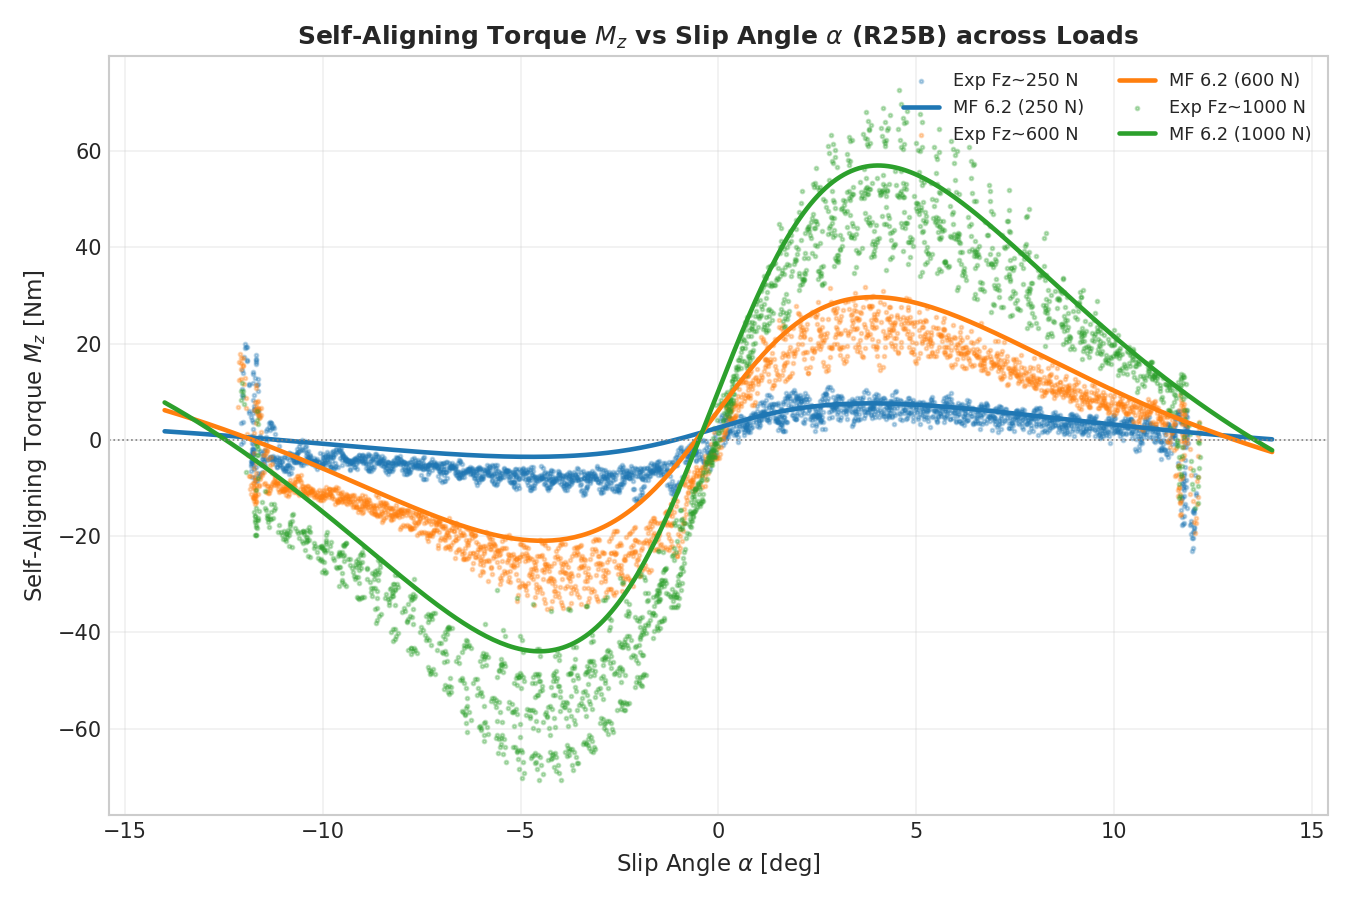 Self-Aligning Torque $M_z$ vs Slip Angle $\alpha$ (R25B) across Loads
Exp Fz~250 N
MF 6.2 (250 N)
Exp Fz~600 N
MF 6.2 (600 N)
Exp Fz~1000 N
MF 6.2 (1000 N)
Self-Aligning Torque $M_z$ [Nm]
60
40
20
0
−20
−40
−60
−15
−10
−5
0
5
10
15
Slip Angle $\alpha$ [deg]